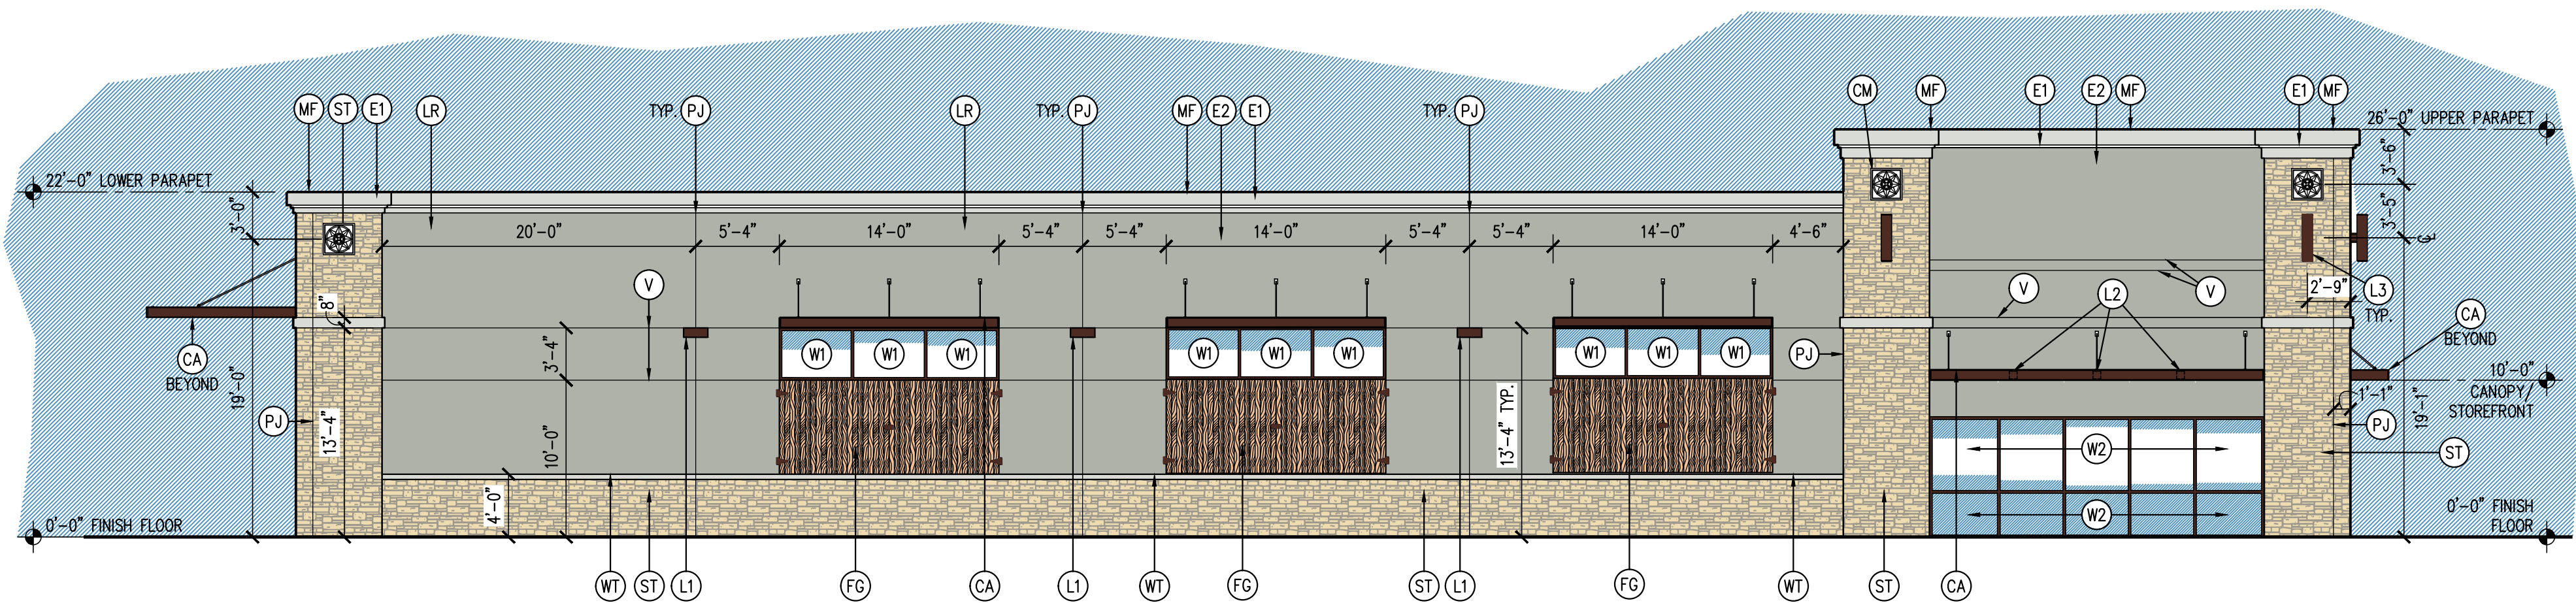 CM MF E1 E2 MF E1 MF
MF ST E1 LR TYP. PJ LR TYP. PJ MF E2 E1 TYP. PJ
26'-0" UPPER PARAPET
22'-0" LOWER PARAPET
3'-6"
3'-0"
3'-5"
20'-0" 5'-4" 14'-0" 5'-4" 5'-4" 14'-0" 5'-4" 5'-4" 14'-0" 4'-6"
℄
V
V L2 V 2'-9" L3
TYP.
8"
CA
BEYOND
CA
BEYOND
3'-4"
W1 W1 W1 W1 W1 W1 W1 W1 W1
PJ
10'-0"
CANOPY/
STOREFRONT
1'-1"
19'-0"
19'-1"
PJ
13'-4"
10'-0"
13'-4" TYP.
PJ
W2
ST
4'-0"
W2
0'-0" FINISH FLOOR
0'-0" FINISH
FLOOR
WT ST L1 FG CA L1 WT FG ST L1 FG WT ST CA